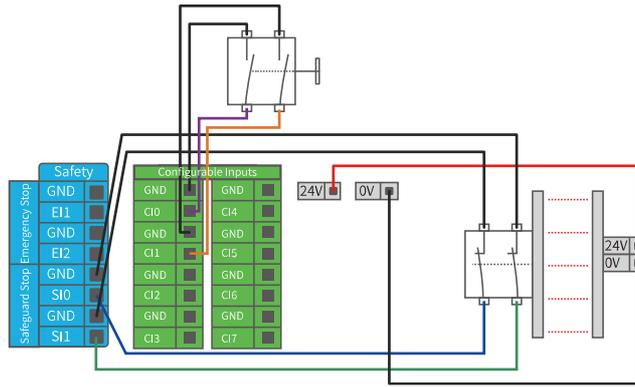 Safety
Emergency Stop
GND
EI1
GND
EI2
Safeguard Stop
GND
SI0
GND
SI1
Configurable Inputs
GND
CI0
GND
CI1
GND
CI2
GND
CI3
GND
CI4
GND
CI5
GND
CI6
GND
CI7
24V
0V
24V
0V